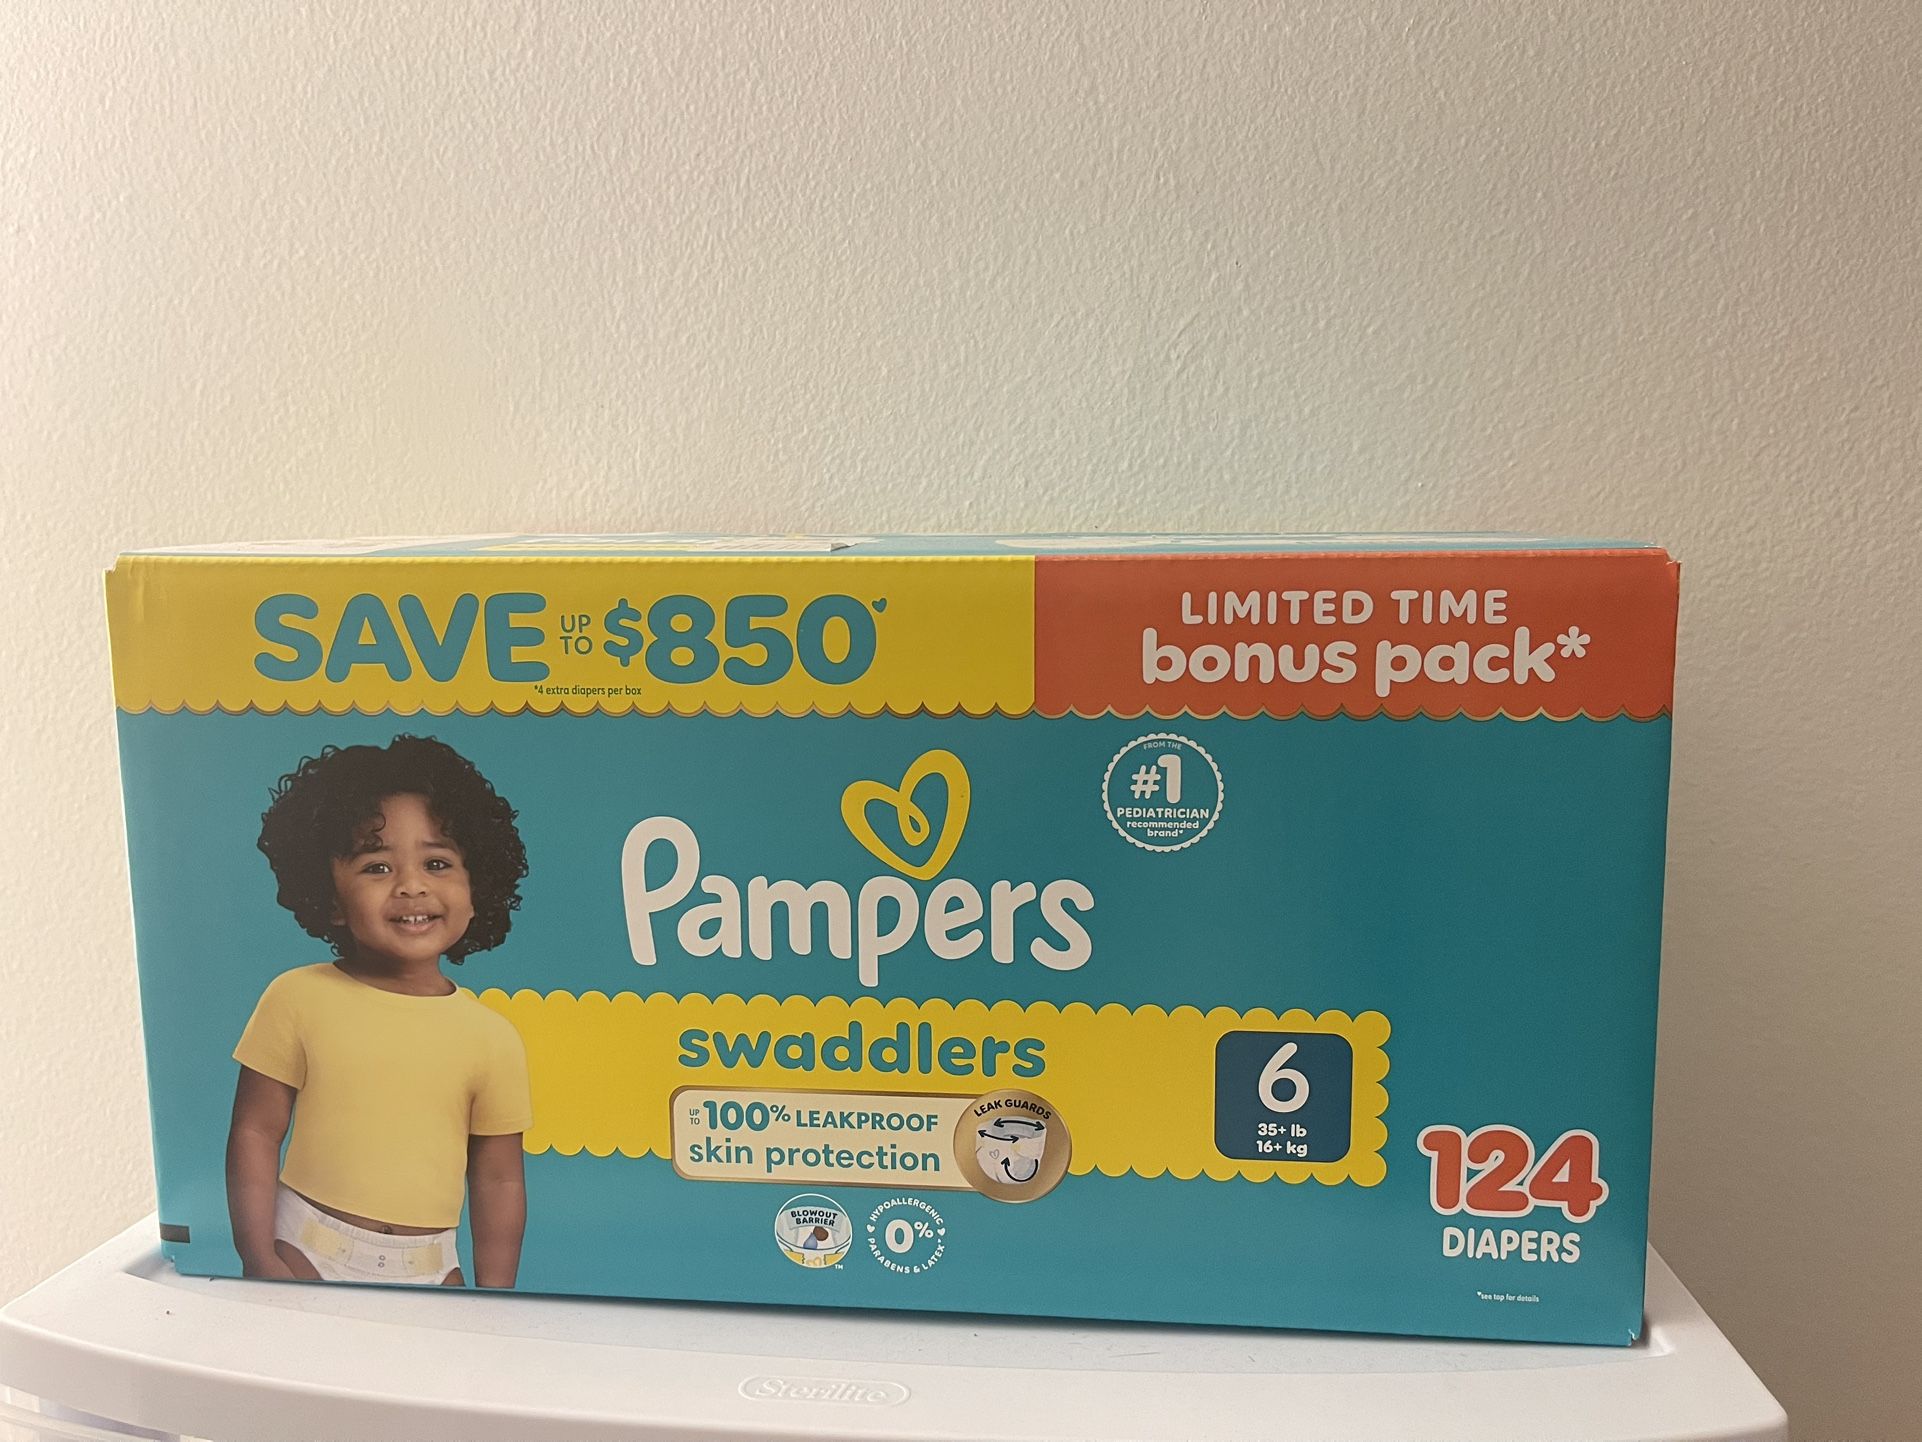 SAVE UP TO $850♥
*4 extra diapers per box
LIMITED TIME
bonus pack*
FROM THE
#1
PEDIATRICIAN
recommended
brand♥
Pampers
swaddlers
UP TO 100% LEAKPROOF
skin protection
LEAK GUARDS
6
35+ lb
16+ kg
124
DIAPERS
BLOWOUT
BARRIER
TM
HYPOALLERGENIC
0%
PARABENS & LATEX*
♥see top for details
Sterilite